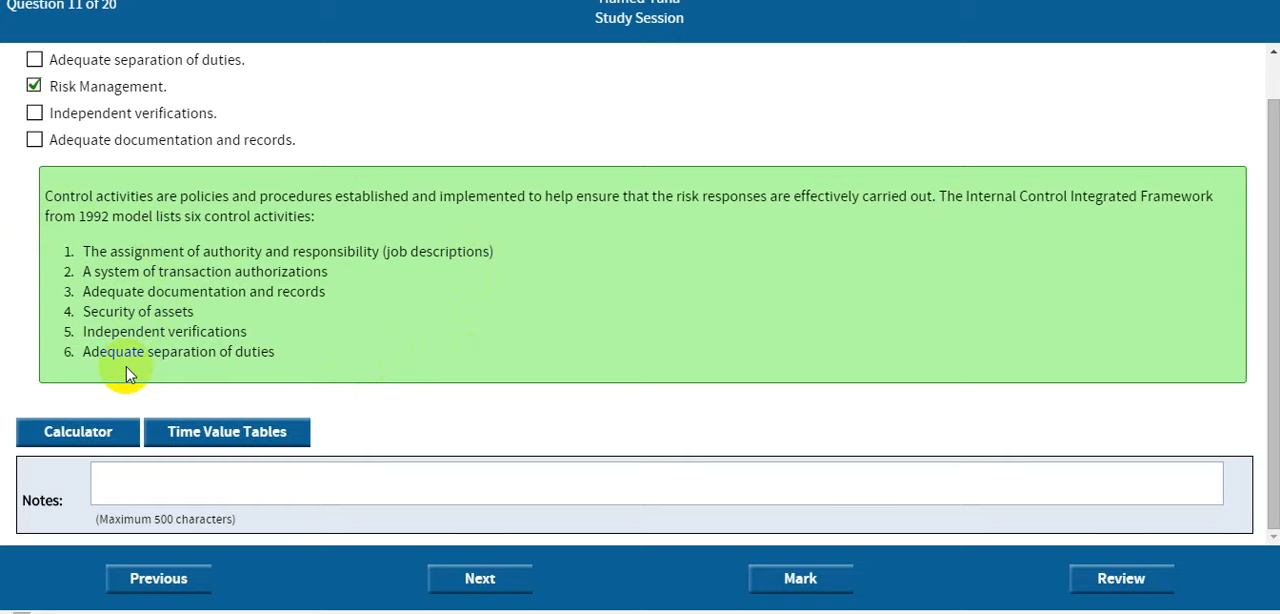 Question 11 of 20
Hamed Taha
Study Session
Adequate separation of duties.
Risk Management.
Independent verifications.
Adequate documentation and records.
Control activities are policies and procedures established and implemented to help ensure that the risk responses are effectively carried out. The Internal Control Integrated Framework
from 1992 model lists six control activities:
1. The assignment of authority and responsibility (job descriptions)
2. A system of transaction authorizations
3. Adequate documentation and records
4. Security of assets
5. Independent verifications
6. Adequate separation of duties
Calculator
Time Value Tables
Notes:
(Maximum 500 characters)
Previous
Next
Mark
Review